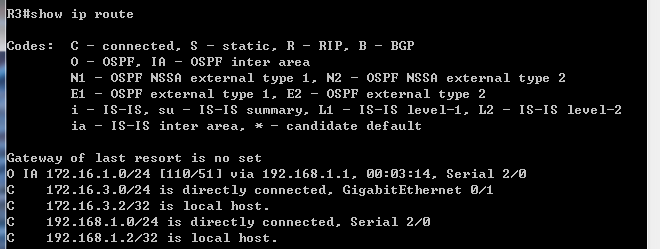 R3#show ip route
Codes:  C - connected, S - static, R - RIP, B - BGP
O - OSPF, IA - OSPF inter area
N1 - OSPF NSSA external type 1, N2 - OSPF NSSA external type 2
E1 - OSPF external type 1, E2 - OSPF external type 2
i - IS-IS, su - IS-IS summary, L1 - IS-IS level-1, L2 - IS-IS level-2
ia - IS-IS inter area, * - candidate default
Gateway of last resort is no set
O IA 172.16.1.0/24 [110/51] via 192.168.1.1, 00:03:14, Serial 2/0
C    172.16.3.0/24 is directly connected, GigabitEthernet 0/1
C    172.16.3.2/32 is local host.
C    192.168.1.0/24 is directly connected, Serial 2/0
C    192.168.1.2/32 is local host.